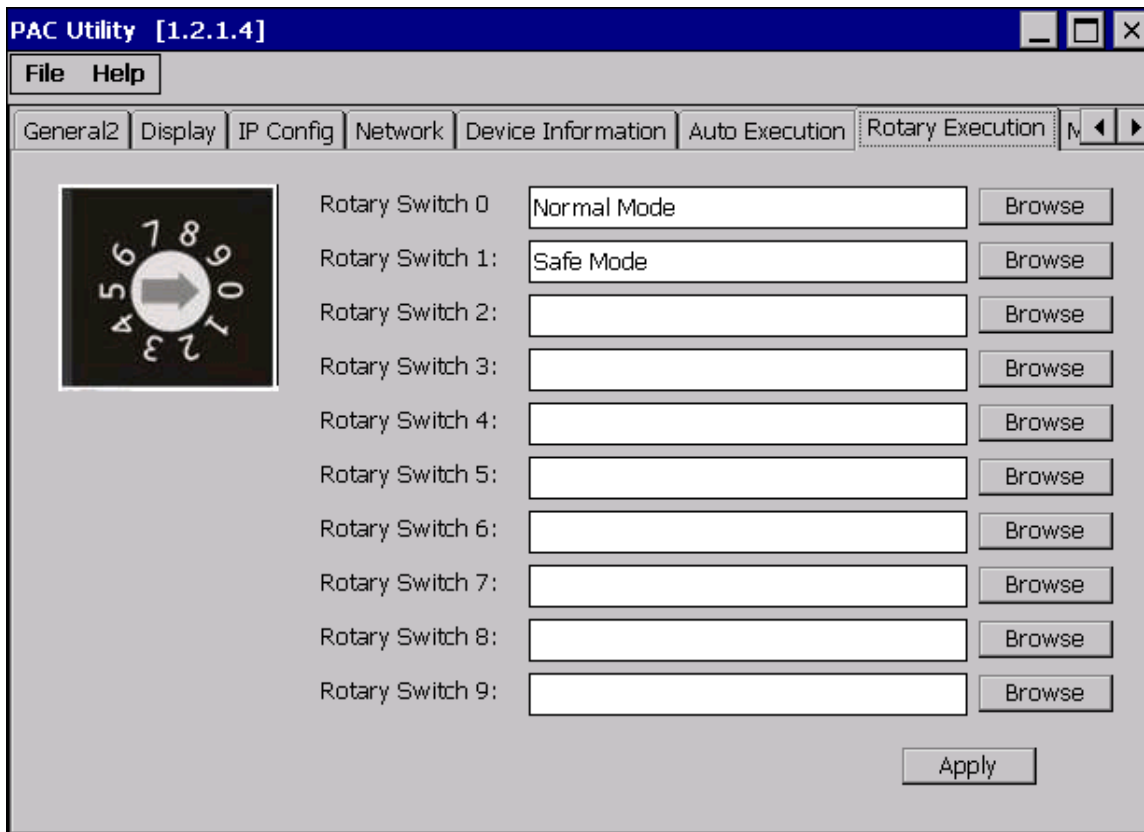 PAC Utility [1.2.1.4]
File Help
General2 Display IP Config Network Device Information Auto Execution Rotary Execution
7 8 9 0 1 2 3 4 5 6
Rotary Switch 0 Normal Mode Browse
Rotary Switch 1: Safe Mode Browse
Rotary Switch 2: Browse
Rotary Switch 3: Browse
Rotary Switch 4: Browse
Rotary Switch 5: Browse
Rotary Switch 6: Browse
Rotary Switch 7: Browse
Rotary Switch 8: Browse
Rotary Switch 9: Browse
Apply